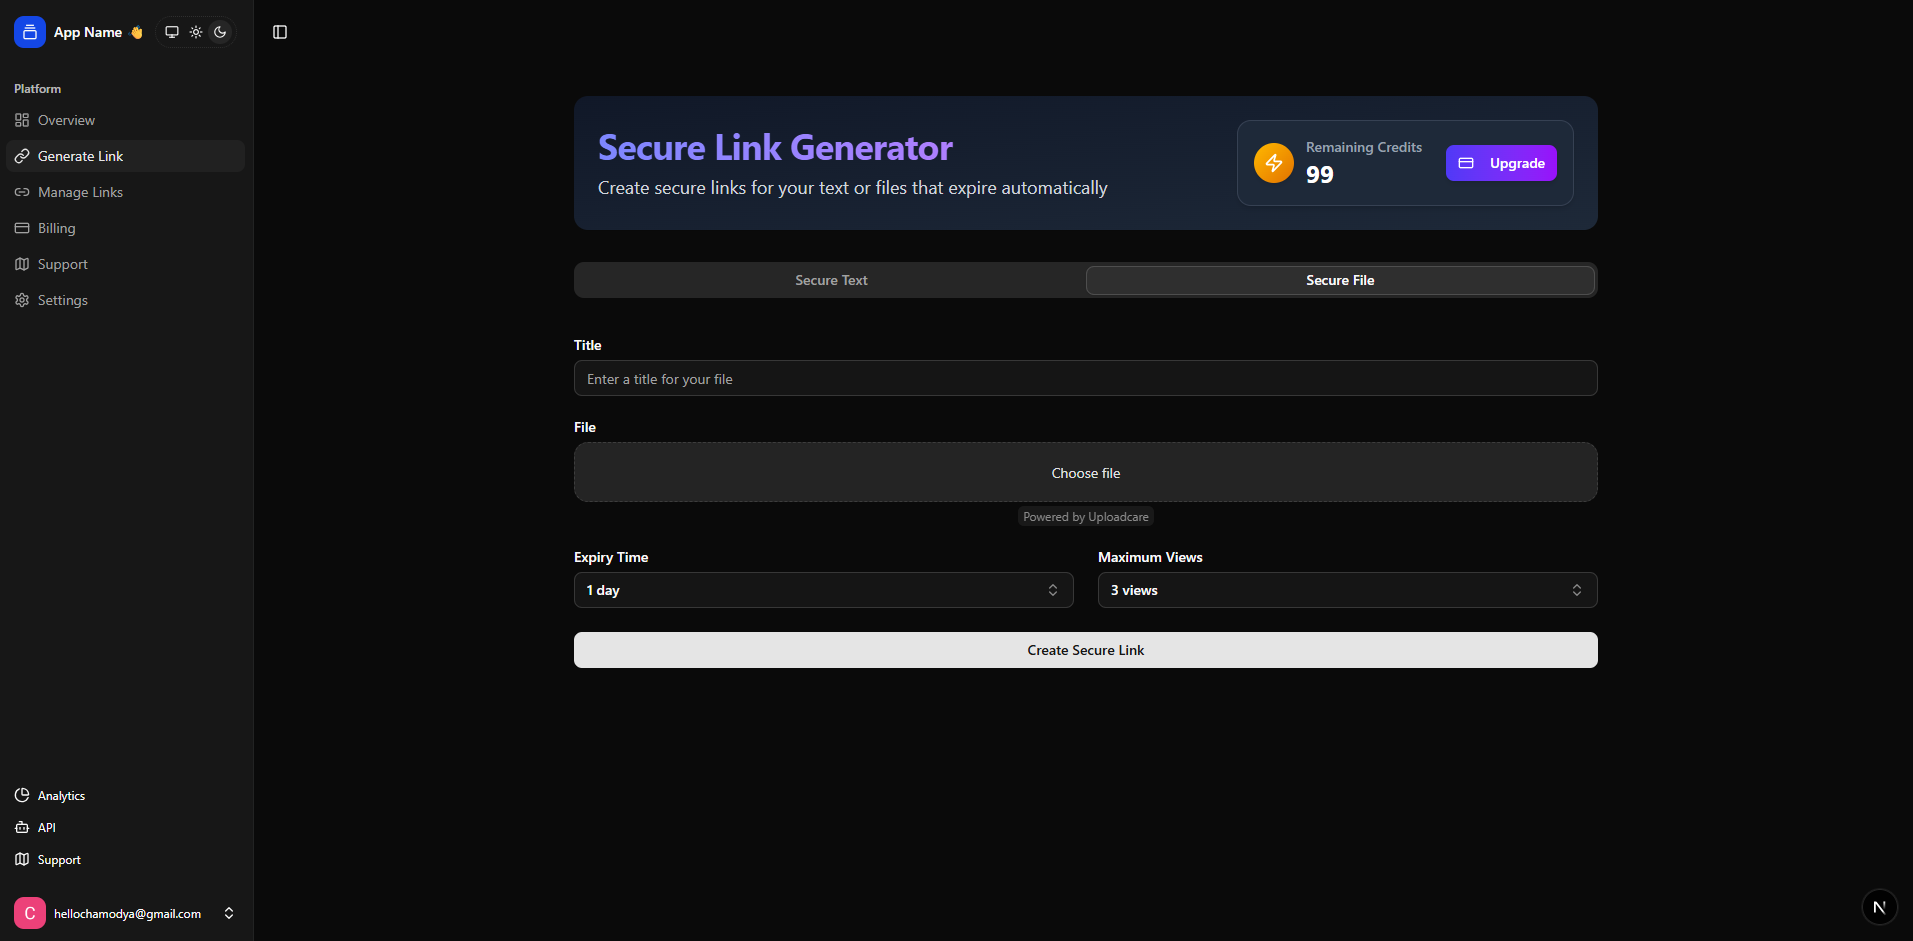 App Name 👋
Platform
Overview
Generate Link
Manage Links
Billing
Support
Settings
Analytics
API
Support
C
hellochamodya@gmail.com
Secure Link Generator
Create secure links for your text or files that expire automatically
Remaining Credits
99
Upgrade
Secure Text
Secure File
Title
Enter a title for your file
File
Choose file
Powered by Uploadcare
Expiry Time
Maximum Views
1 day
3 views
Create Secure Link
N